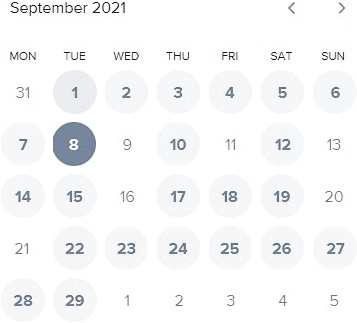 September 2021
MON TUE WED THU FRI SAT SUN
31 1 2 3 4 5 6
7 8 9 10 11 12 13
14 15 16 17 18 19 20
21 22 23 24 25 26 27
28 29 1 2 3 4 5